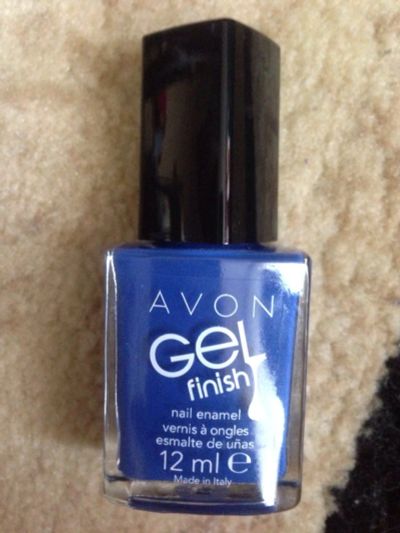 AVON
GEL
finish
nail enamel
vernis à ongles
esmalte de uñas
12 ml ℮
Made in Italy